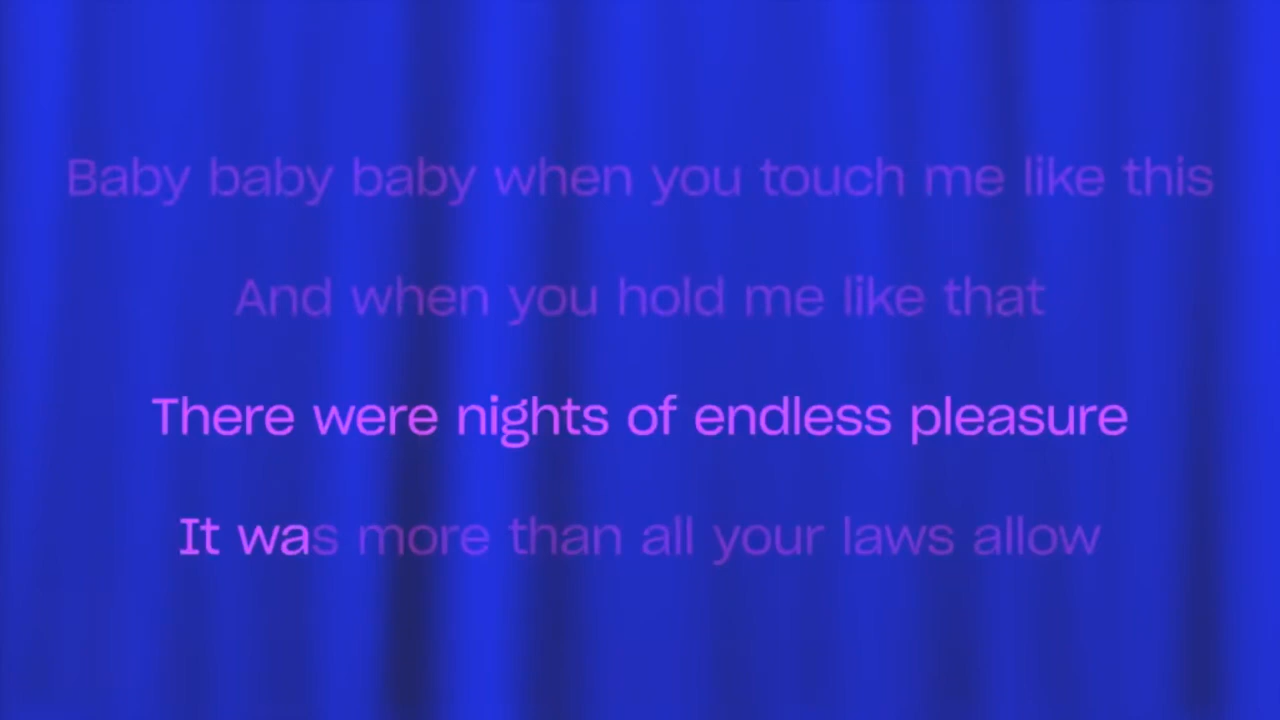 Baby baby baby when you touch me like this
And when you hold me like that
There were nights of endless pleasure
It was more than all your laws allow